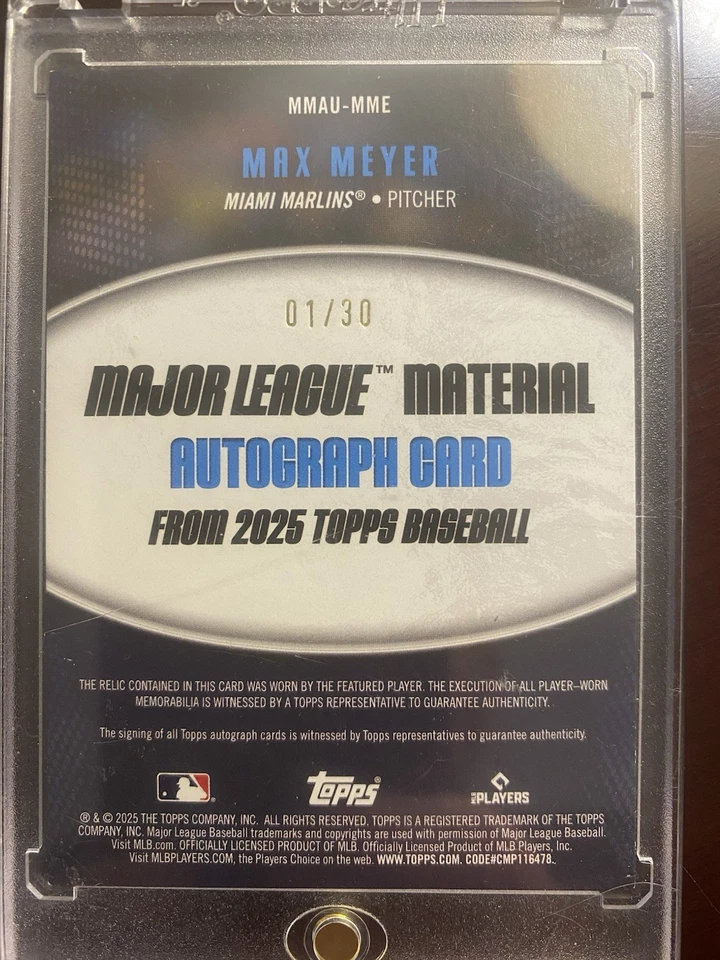 MMAU-MME
MAX MEYER
MIAMI MARLINS® • PITCHER
01/30
MAJOR LEAGUE™ MATERIAL
AUTOGRAPH CARD
FROM 2025 TOPPS BASEBALL
THE RELIC CONTAINED IN THIS CARD WAS WORN BY THE FEATURED PLAYER. THE EXECUTION OF ALL PLAYER-WORN
MEMORABILIA IS WITNESSED BY A TOPPS REPRESENTATIVE TO GUARANTEE AUTHENTICITY.
The signing of all Topps autograph cards is witnessed by Topps representatives to guarantee authenticity.
Topps® PLAYERS
® & © 2025 THE TOPPS COMPANY, INC. ALL RIGHTS RESERVED. TOPPS IS A REGISTERED TRADEMARK OF THE TOPPS
COMPANY, INC. Major League Baseball trademarks and copyrights are used with permission of Major League Baseball.
Visit MLB.com. OFFICIALLY LICENSED PRODUCT OF MLB. Officially Licensed Product of MLB Players, Inc.
Visit MLBPLAYERS.COM, the Players Choice on the web. WWW.TOPPS.COM. CODE#CMP116478.